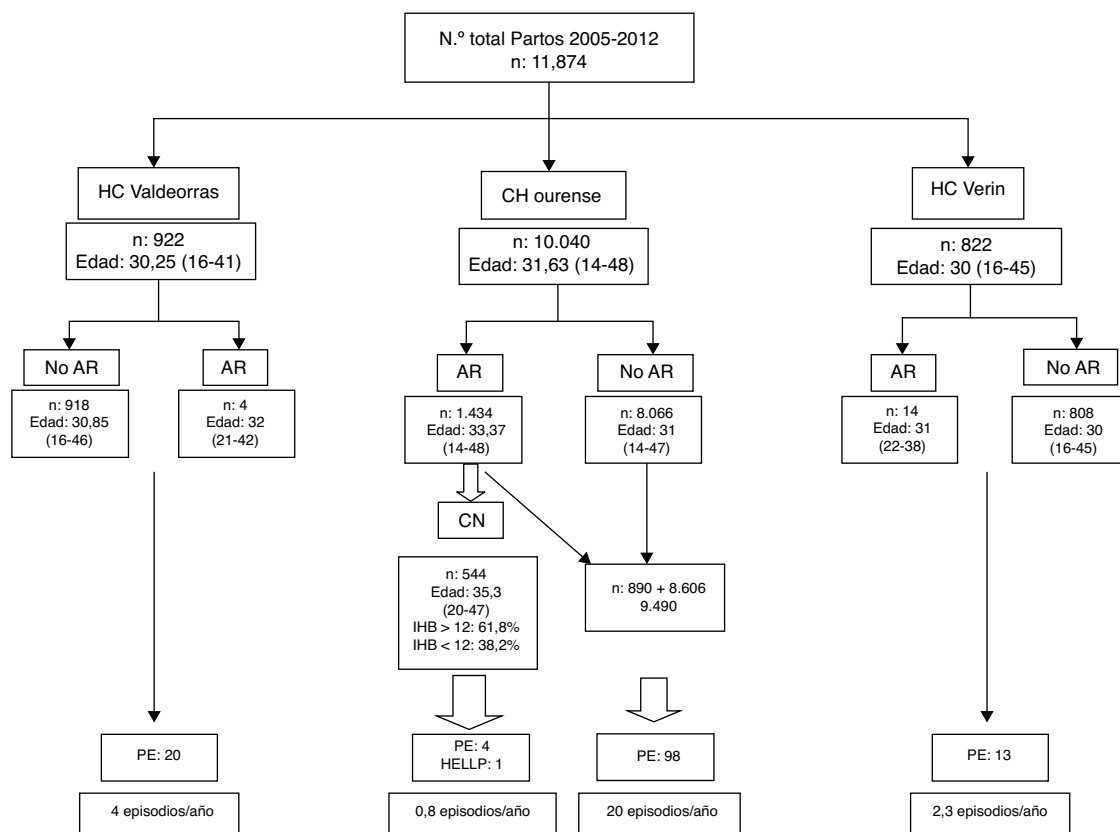 N.º total Partos 2005-2012
n: 11,874
HC Valdeorras
n: 922
Edad: 30,25 (16-41)
No AR
n: 918
Edad: 30,85
(16-46)
AR
n: 4
Edad: 32
(21-42)
PE: 20
4 episodios/año
CH ourense
n: 10.040
Edad: 31,63 (14-48)
AR
n: 1.434
Edad: 33,37
(14-48)
No AR
n: 8.066
Edad: 31
(14-47)
CN
n: 544
Edad: 35,3
(20-47)
IHB > 12: 61,8%
IHB < 12: 38,2%
n: 890 + 8.606
9.490
PE: 4
HELLP: 1
0,8 episodios/año
PE: 98
20 episodios/año
HC Verin
n: 822
Edad: 30 (16-45)
AR
n: 14
Edad: 31
(22-38)
No AR
n: 808
Edad: 30
(16-45)
PE: 13
2,3 episodios/año